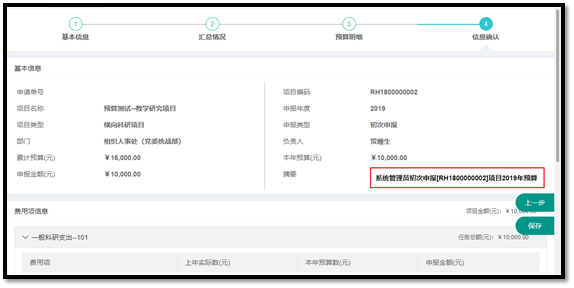 1 2 3 4
基本信息 汇总情况 预算明细 信息确认
基本信息
申请单号 项目编码 RH1800000002
项目名称 预算测试--教学研究项目 申报年度 2019
项目类型 横向科研项目 申报类型 初次申报
部门 组织人事处（党委统战部） 负责人
累计预算(元) ￥16,000.00 本年预算(元) ￥10,000.00
申报金额(元) ￥10,000.00 摘要 系统管理员初次申报[RH1800000002]项目2019年预算
上一步
费用项信息 项目金额(元): ￥10,000.00
保存
一般科研支出--101 任务总额(元): ￥10,000.00
费用项 上年实际数(元) 本年预算数(元) 申报金额(元)